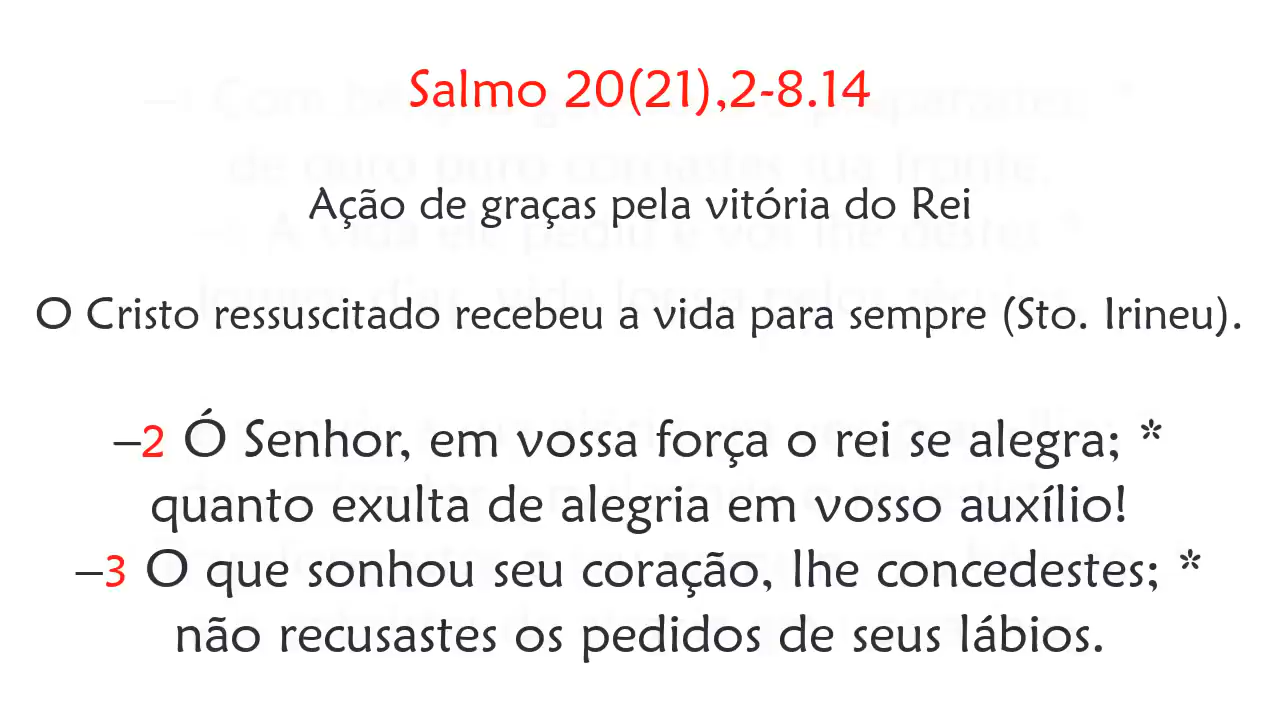 Salmo 20(21),2-8.14
Ação de graças pela vitória do Rei
O Cristo ressuscitado recebeu a vida para sempre (Sto. Irineu).
–2 Ó Senhor, em vossa força o rei se alegra; *
quanto exulta de alegria em vosso auxílio!
–3 O que sonhou seu coração, lhe concedestes; *
não recusastes os pedidos de seus lábios.